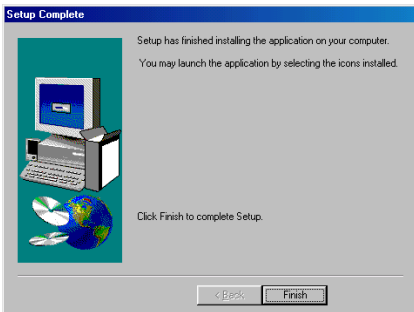 Setup Complete
Setup has finished installing the application on your computer.
You may launch the application by selecting the icons installed.
Click Finish to complete Setup.
< Back
Finish